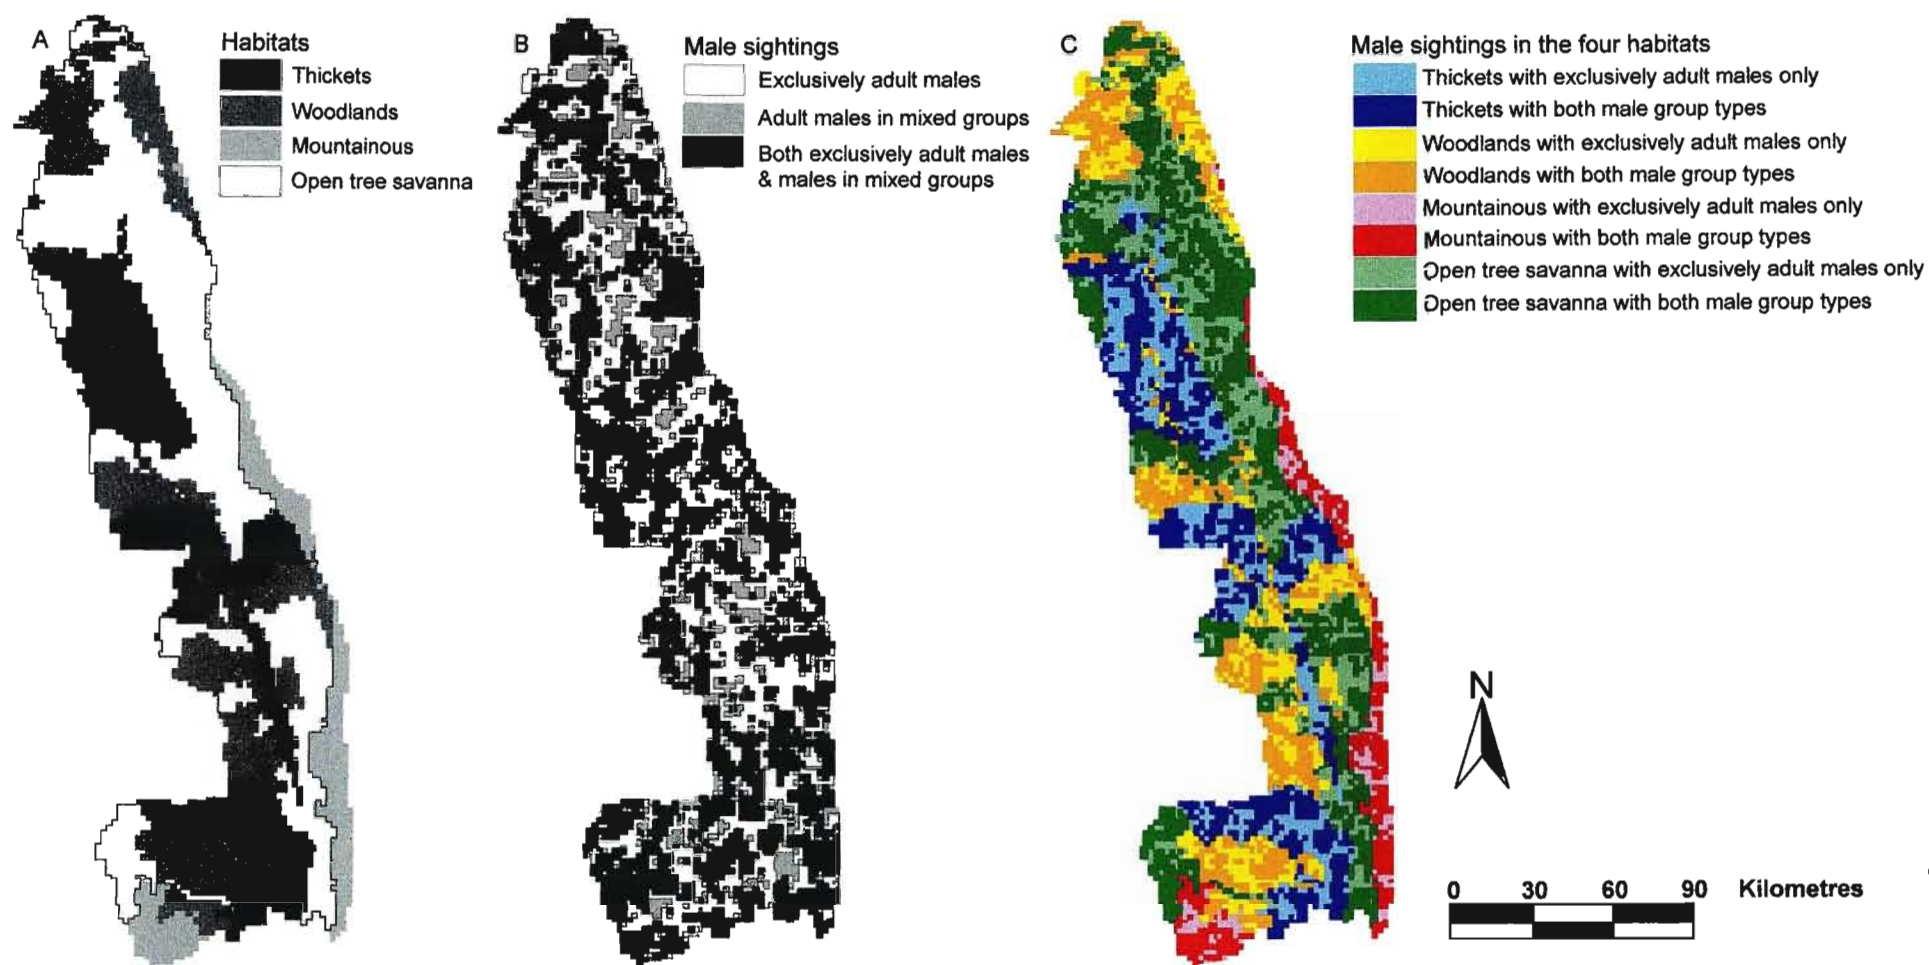 A
Habitats
Thickets
Woodlands
Mountainous
Open tree savanna
B
Male sightings
Exclusively adult males
Adult males in mixed groups
Both exclusively adult males
& males in mixed groups
C
Male sightings in the four habitats
Thickets with exclusively adult males only
Thickets with both male group types
Woodlands with exclusively adult males only
Woodlands with both male group types
Mountainous with exclusively adult males only
Mountainous with both male group types
Open tree savanna with exclusively adult males only
Open tree savanna with both male group types
N
0 30 60 90 Kilometres